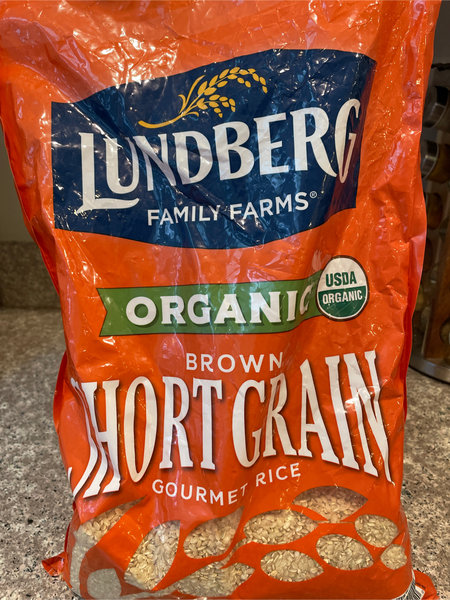 LUNDBERG
FAMILY FARMS®
ORGANIC
USDA
ORGANIC
BROWN
SHORT GRAIN
GOURMET RICE